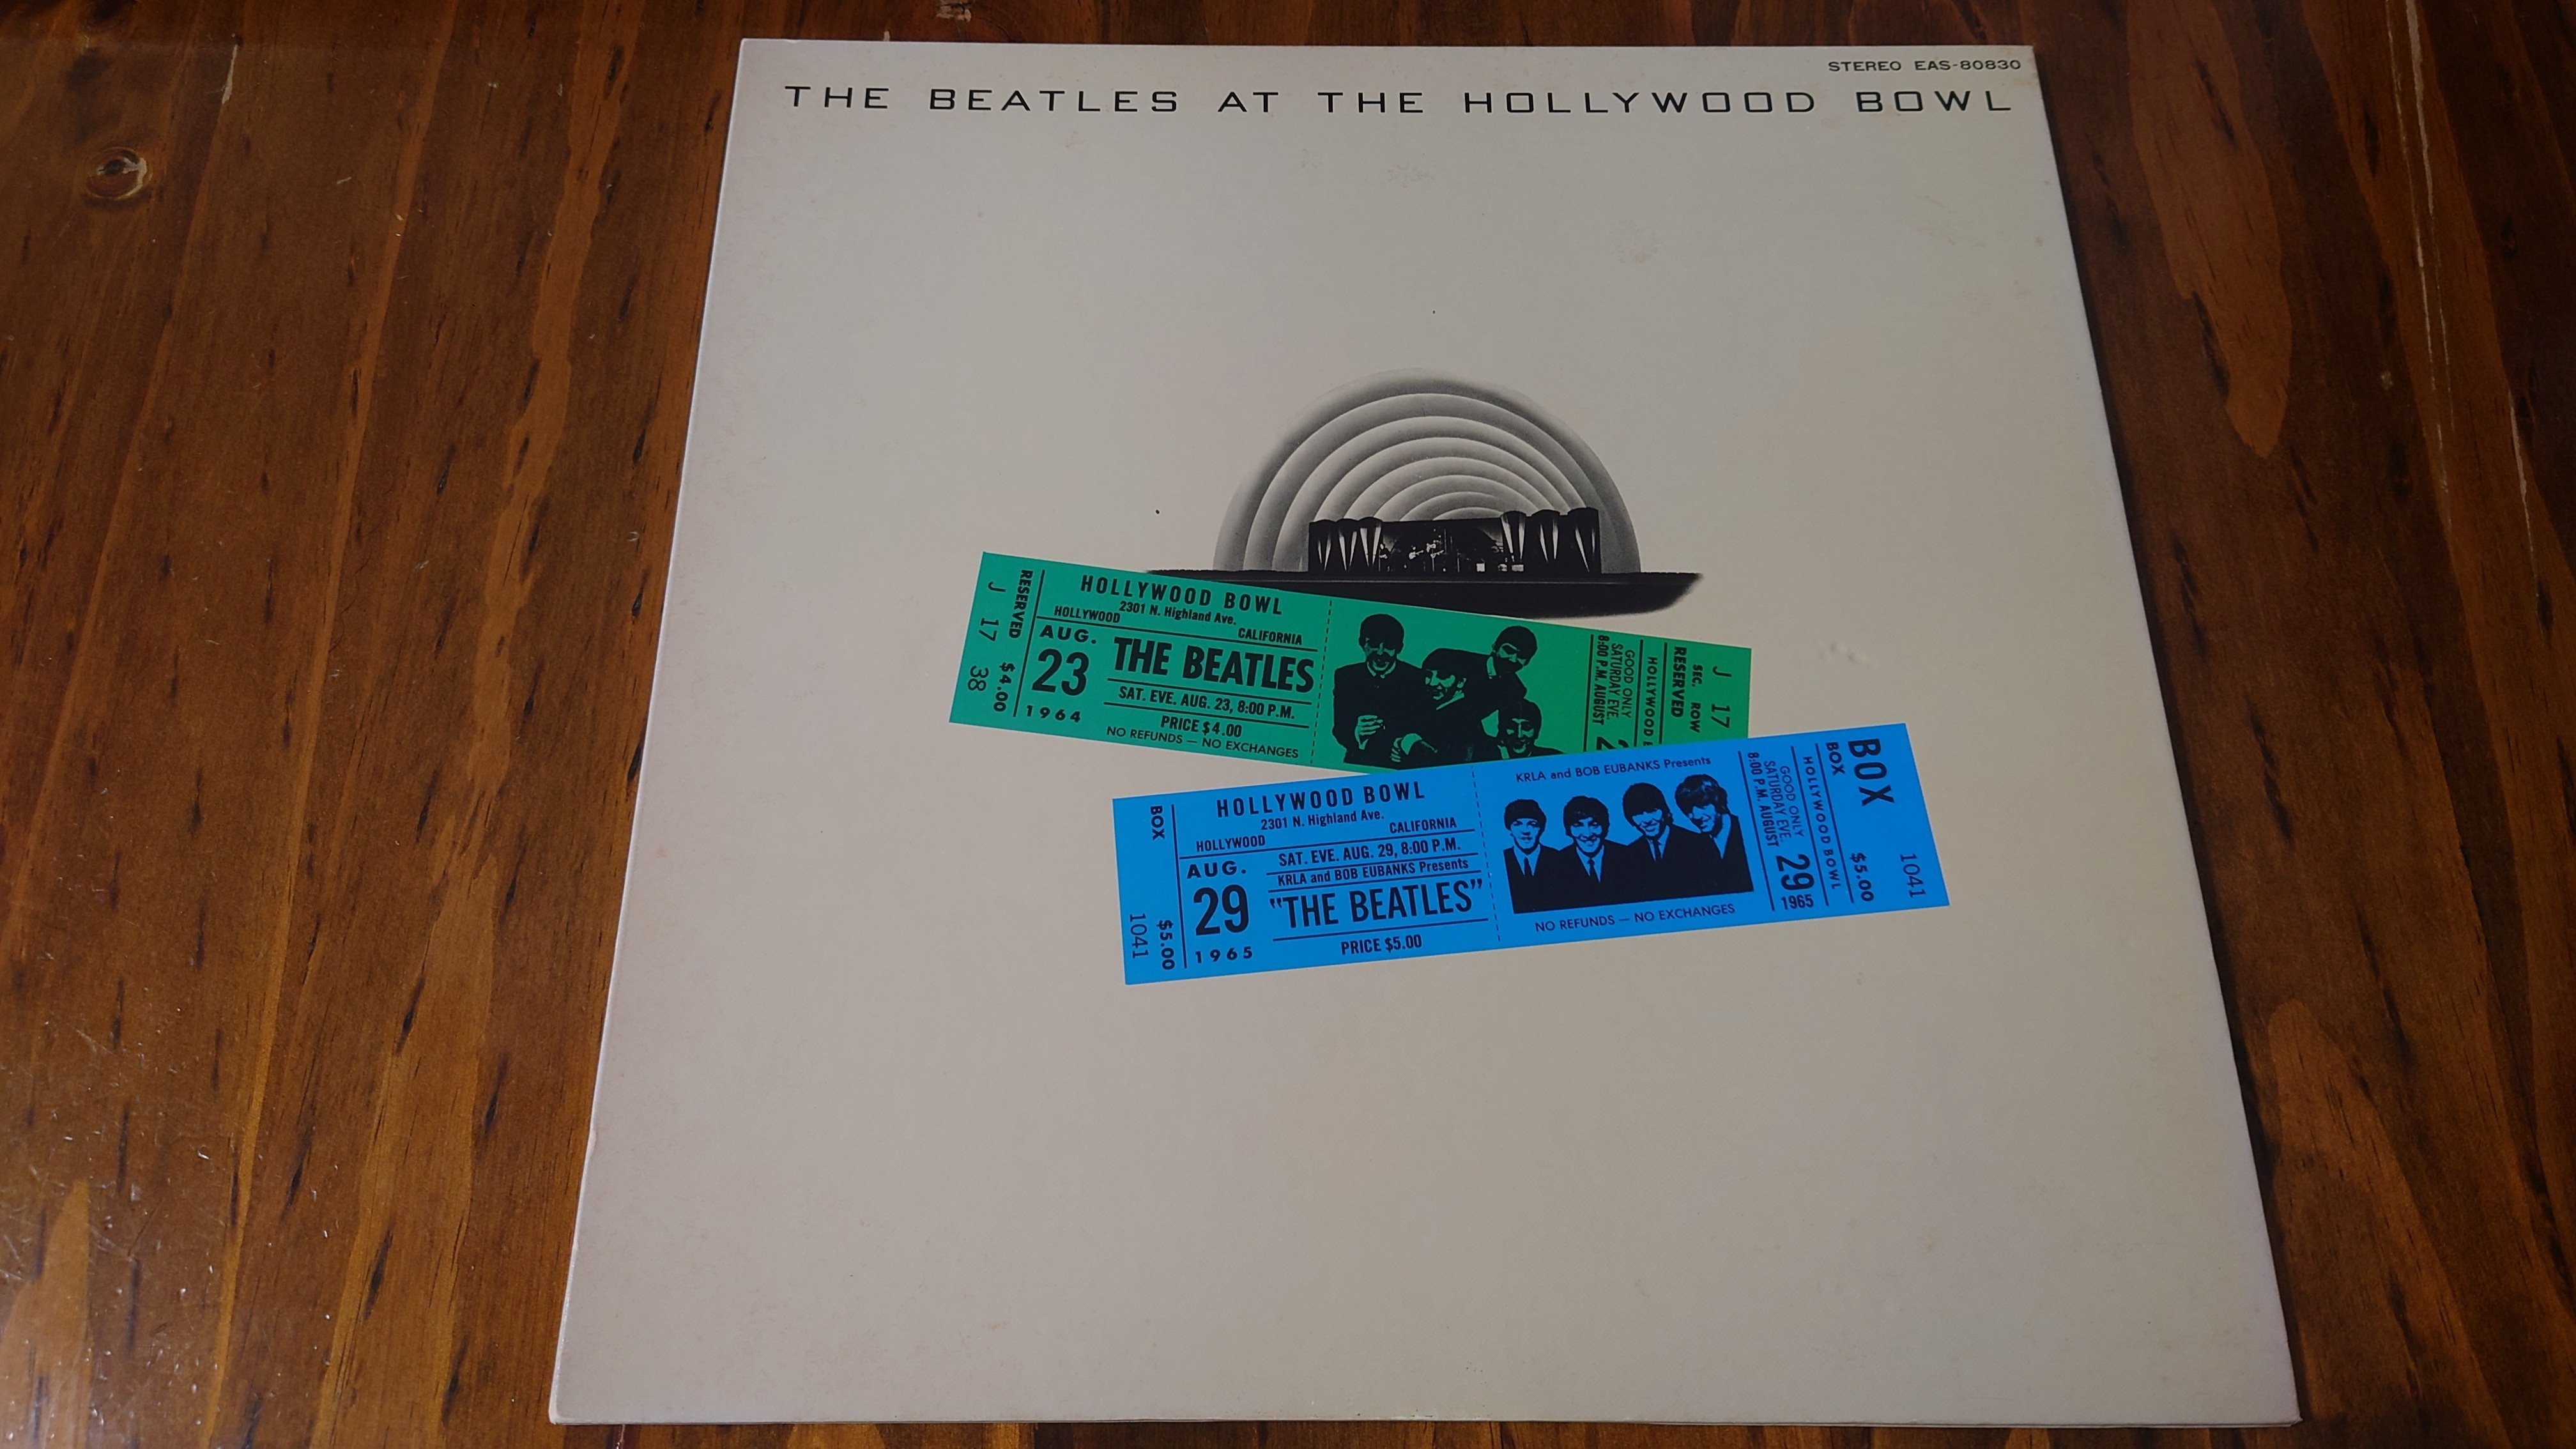 STEREO EAS-80830
THE BEATLES AT THE HOLLYWOOD BOWL
J 17 38
RESERVED $4.00
HOLLYWOOD BOWL
2301 N. Highland Ave.
HOLLYWOOD CALIFORNIA
AUG.
23
1964
THE BEATLES
SAT. EVE. AUG. 23, 8:00 P.M.
PRICE $4.00
NO REFUNDS — NO EXCHANGES
J 17
SEC. ROW
RESERVED
HOLLYWOOD
GOOD ONLY
SATURDAY EVE.
8:00 P.M. AUGUST
BOX $5.00
1041
HOLLYWOOD BOWL
2301 N. Highland Ave.
HOLLYWOOD CALIFORNIA
AUG.
29
1965
SAT. EVE. AUG. 29, 8:00 P.M.
KRLA and BOB EUBANKS Presents
"THE BEATLES"
PRICE $5.00
KRLA and BOB EUBANKS Presents
NO REFUNDS — NO EXCHANGES
BOX
1041
BOX $5.00
HOLLYWOOD BOWL
GOOD ONLY
SATURDAY EVE.
8:00 P.M. AUGUST
29
1965